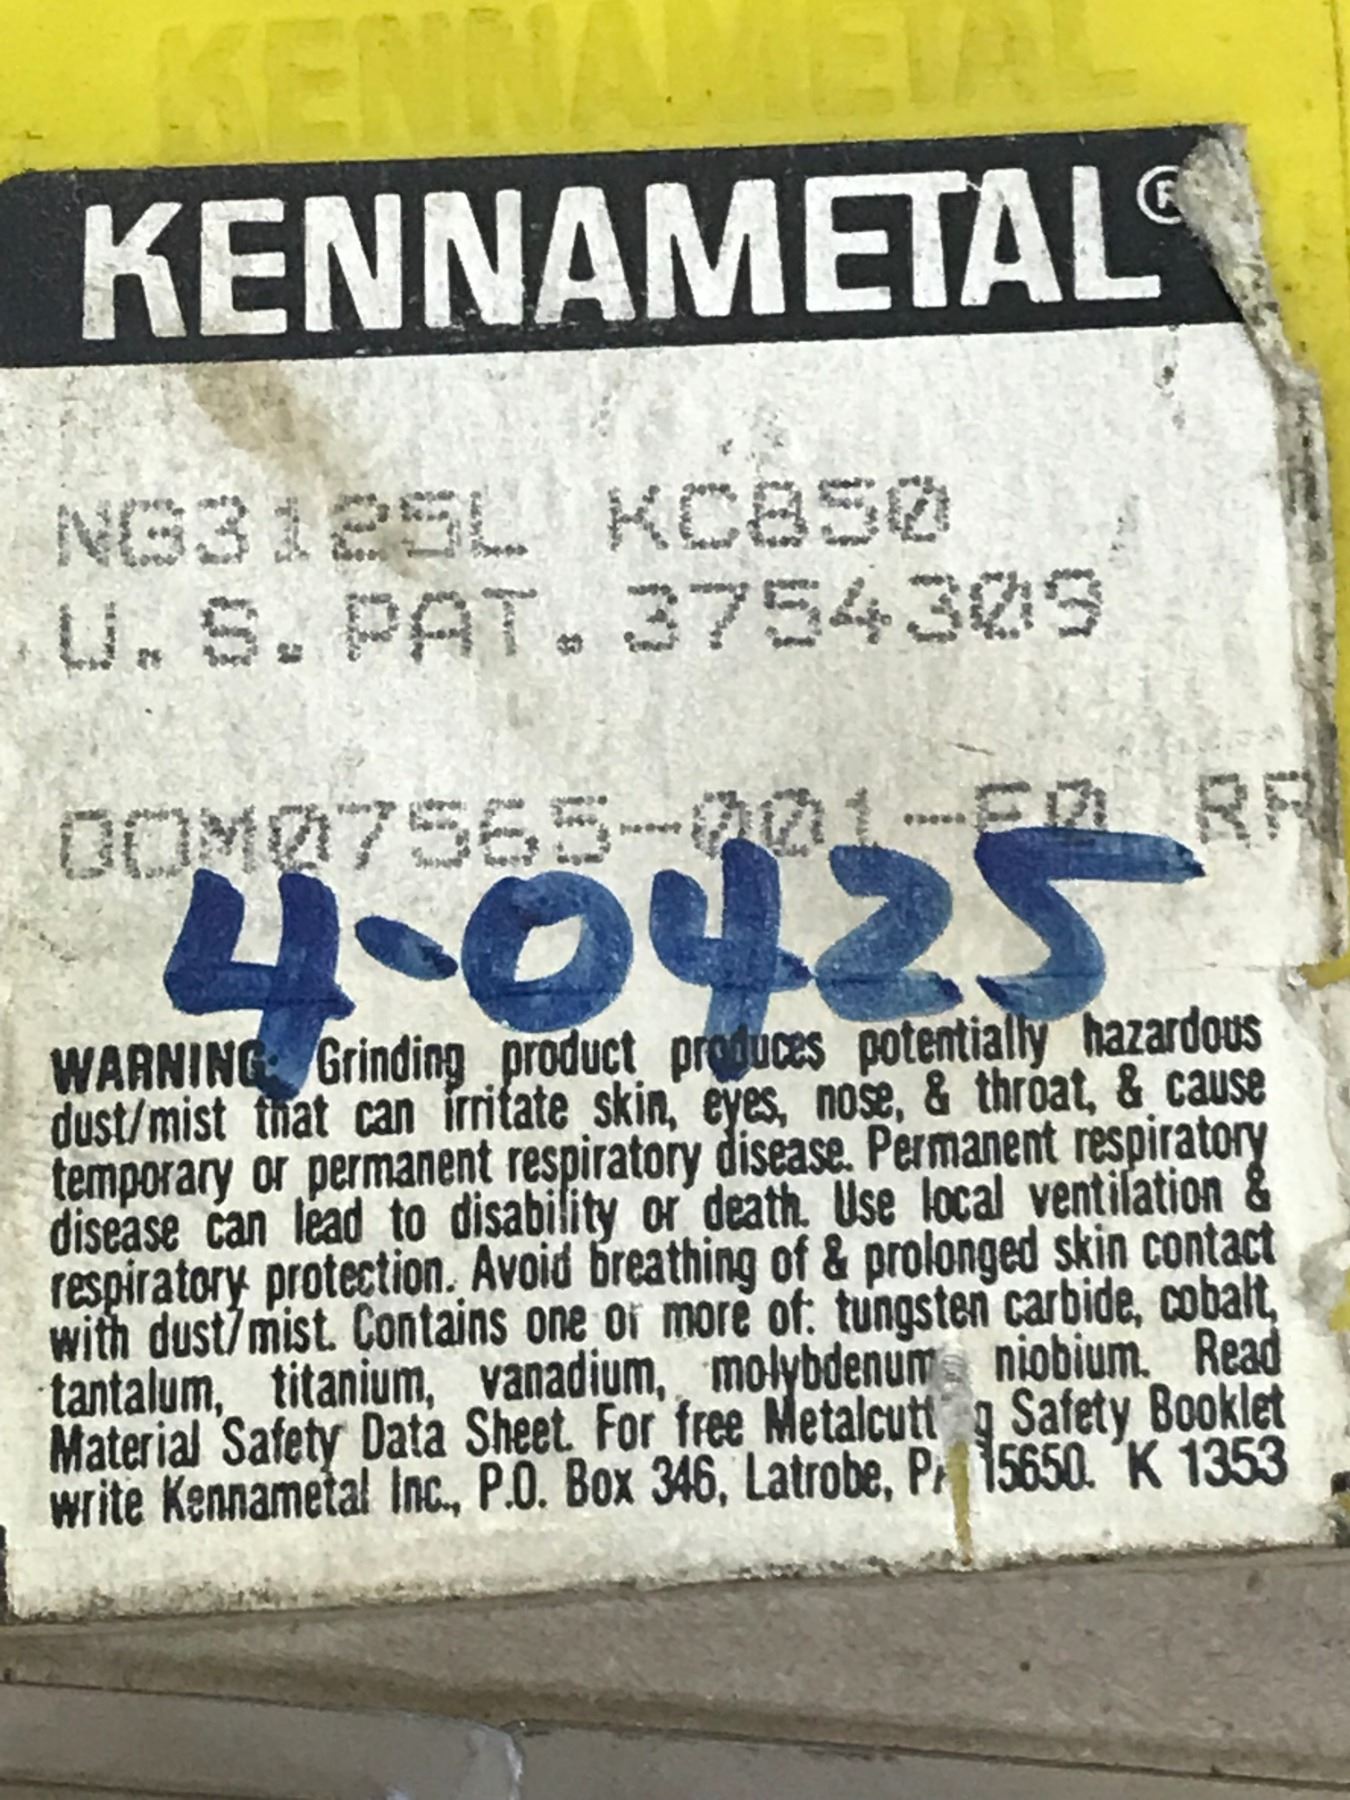 KENNAMETAL
KENNAMETAL®
NG3125L KC850
U.S.PAT.3754309
OOM07565-001-E0 RR
4-0425
WARNING: Grinding product produces potentially hazardous
dust/mist that can irritate skin, eyes, nose, & throat, & cause
temporary or permanent respiratory disease. Permanent respiratory
disease can lead to disability or death. Use local ventilation &
respiratory protection. Avoid breathing of & prolonged skin contact
with dust/mist. Contains one or more of: tungsten carbide, cobalt,
tantalum, titanium, vanadium, molybdenum niobium. Read
Material Safety Data Sheet. For free Metalcutting Safety Booklet
write Kennametal Inc., P.O. Box 346, Latrobe, PA 15650. K 1353